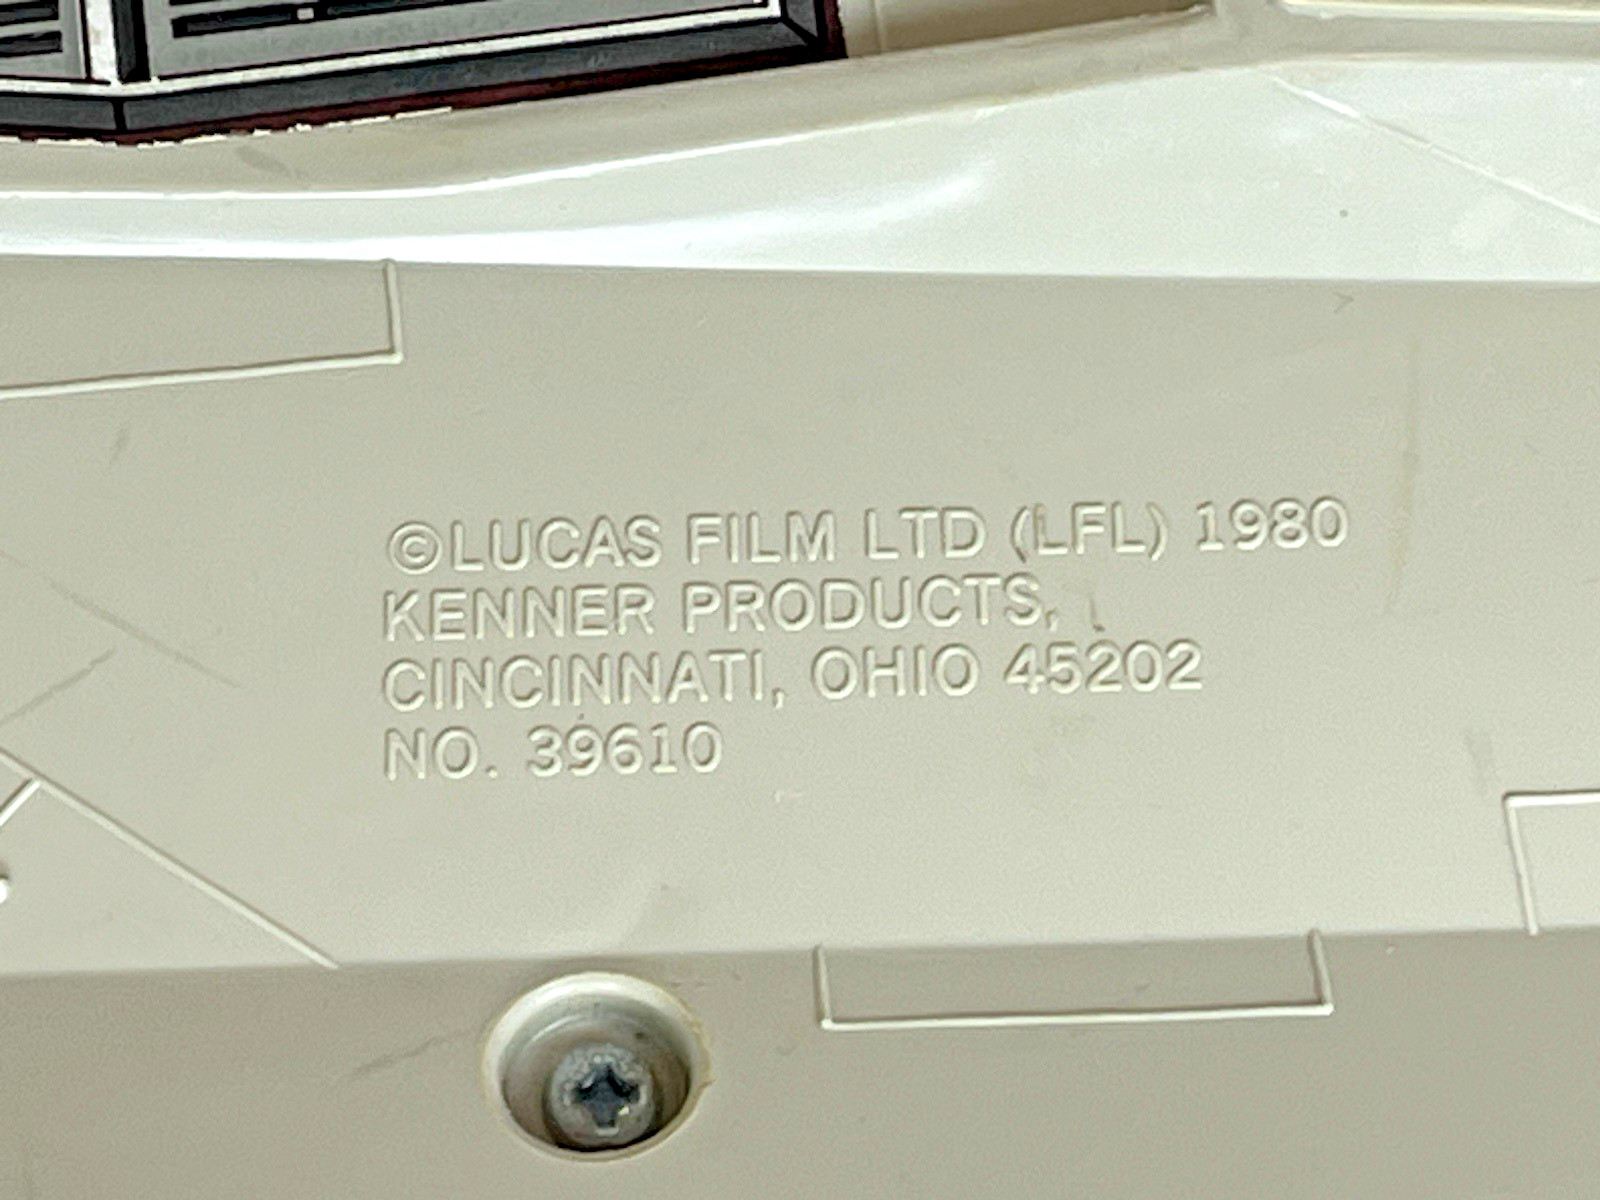 ©LUCAS FILM LTD (LFL) 1980
KENNER PRODUCTS,
CINCINNATI, OHIO 45202
NO. 39610